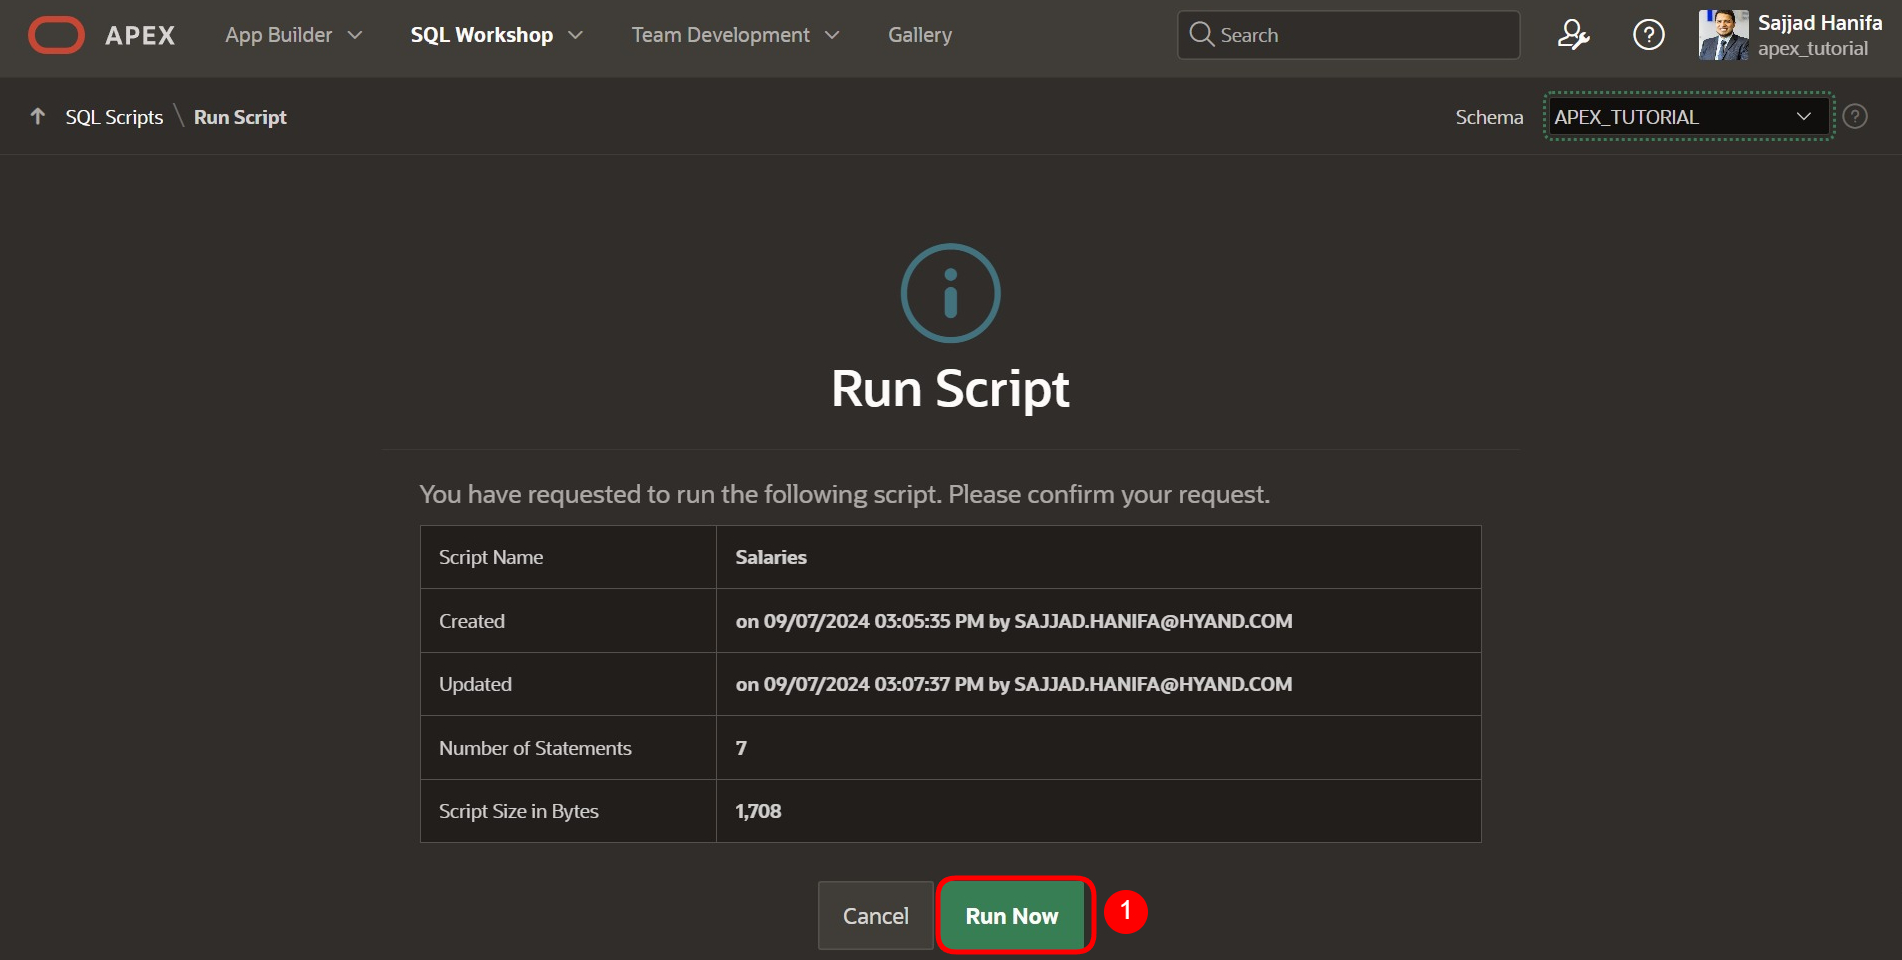 APEX App Builder SQL Workshop Team Development Gallery Search ? Sajjad Hanifa
apex_tutorial
SQL Scripts \ Run Script Schema APEX_TUTORIAL ?
Run Script
You have requested to run the following script. Please confirm your request.
Script Name Salaries
Created on 09/07/2024 03:05:35 PM by SAJJAD.HANIFA@HYAND.COM
Updated on 09/07/2024 03:07:37 PM by SAJJAD.HANIFA@HYAND.COM
Number of Statements 7
Script Size in Bytes 1,708
Cancel Run Now 1